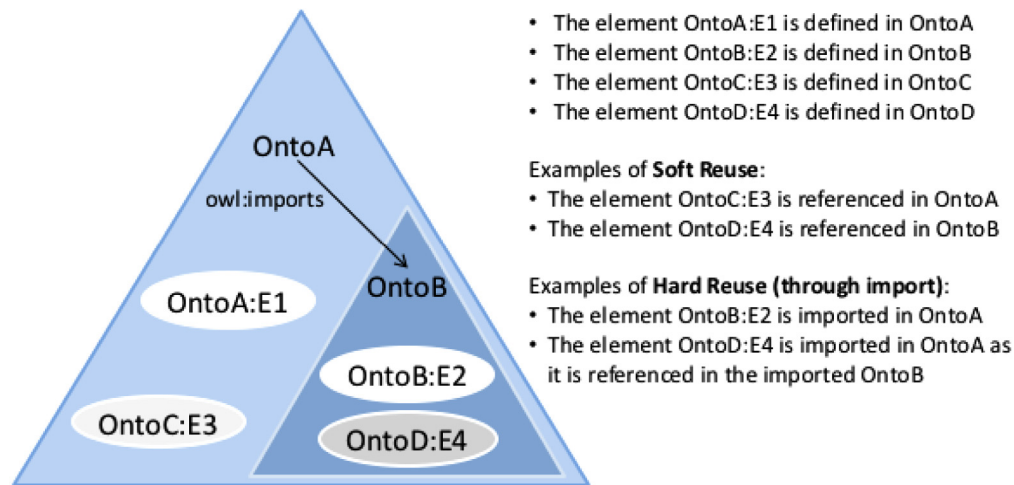 OntoA
owl:imports
OntoB
OntoA:E1
OntoB:E2
OntoC:E3
OntoD:E4
• The element OntoA:E1 is defined in OntoA
• The element OntoB:E2 is defined in OntoB
• The element OntoC:E3 is defined in OntoC
• The element OntoD:E4 is defined in OntoD
Examples of Soft Reuse:
• The element OntoC:E3 is referenced in OntoA
• The element OntoD:E4 is referenced in OntoB
Examples of Hard Reuse (through import):
• The element OntoB:E2 is imported in OntoA
• The element OntoD:E4 is imported in OntoA as
it is referenced in the imported OntoB